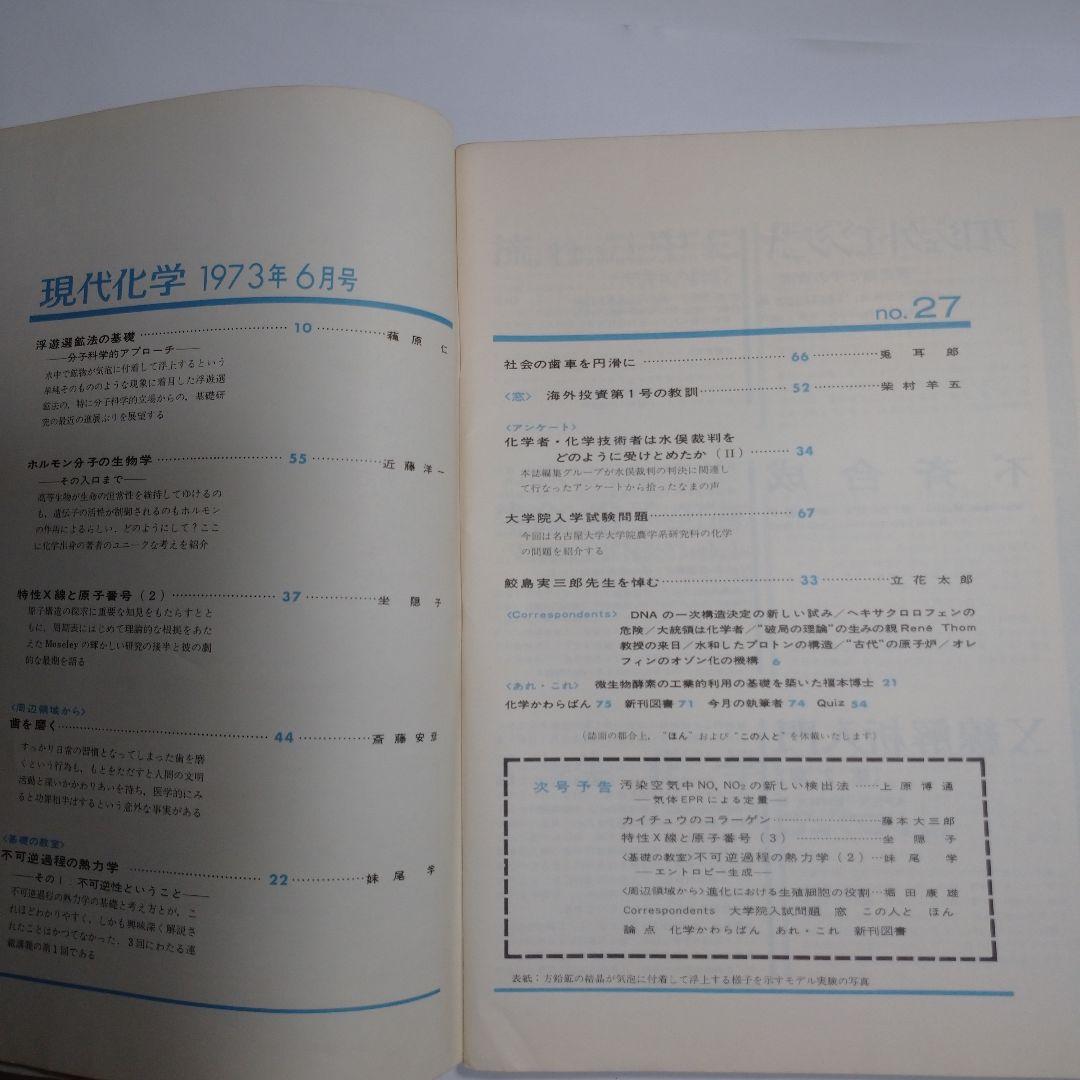 現代化学 1973年6月号
浮遊選鉱法の基礎 10 蒲原仁
——分子科学的アプローチ——
水中で鉱物が気泡に付着して浮上するという
単純そのもののような現象に着目した浮遊選
鉱法の, 特に分子科学的立場からの, 基礎研
究の最近の進展ぶりを展望する
ホルモン分子の生物学 55 近藤洋一
——その入口まで——
高等生物が生命の恒常性を維持してゆけるの
も, 遺伝子の活性が制御されるのもホルモン
の作用によるらしい. どのようにして？ここ
に化学出身の著者のユニークな考えを紹介
特性X線と原子番号(2) 37 坐隠子
原子構造の探求に重要な知見をもたらすとと
もに, 周期表にはじめて理論的な根拠をあた
えたMoseleyの輝かしい研究の後半と彼の劇
的な最期を語る
〈周辺領域から〉
歯を磨く 44 斎藤安彦
すっかり日常の習慣となってしまった歯を磨
くという行為も, もとをただすと人間の文明
活動と深いかかわりあいを持ち, 医学的にみ
ると功罪相半ばするという意外な事実がある
〈基礎の教室〉
不可逆過程の熱力学 22 妹尾学
——その1. 不可逆性ということ——
不可逆過程の熱力学の基礎と考え方とが, こ
れほどわかりやすく, しかも興味深く解説さ
れたことはかつてなかった. 3回にわたる連
載講義の第1回である
no. 27
社会の歯車を円滑に 66 兎耳郎
〈窓〉 海外投資第1号の教訓 52 柴村羊五
〈アンケート〉
化学者・化学技術者は水俣裁判を
どのように受けとめたか(II) 34
本誌編集グループが水俣裁判の判決に関連し
て行なったアンケートから拾ったなまの声
大学院入学試験問題 67
今回は名古屋大学大学院農学系研究科の化学
の問題を紹介する
鮫島実三郎先生を悼む 33 立花太郎
〈Correspondents〉 DNAの一次構造決定の新しい試み/ヘキサクロロフェンの
危険/大統領は化学者/“破局の理論”の生みの親René Thom
教授の来日/水和したプロトンの構造/“古代”の原子炉/オレ
フィンのオゾン化の機構 6
〈あれ・これ〉 微生物酵素の工業的利用の基礎を築いた福本博士 21
化学かわらばん 75 新刊図書 71 今月の執筆者 74 Quiz 54
(誌面の都合上, “ほん”および“この人と”を休載いたします)
次号予告 汚染空気中NO, NO₂の新しい検出法 上原博通
——気体EPRによる定量——
カイチュウのコラーゲン 藤本大三郎
特性X線と原子番号(3) 坐隠子
〈基礎の教室〉不可逆過程の熱力学(2) 妹尾学
——エントロピー生成——
〈周辺領域から〉進化における生殖細胞の役割 堀田康雄
Correspondents 大学院入試問題 窓 この人と ほん
論点 化学かわらばん あれ・これ 新刊図書
表紙：方鉛鉱の結晶が気泡に付着して浮上する様子を示すモデル実験の写真